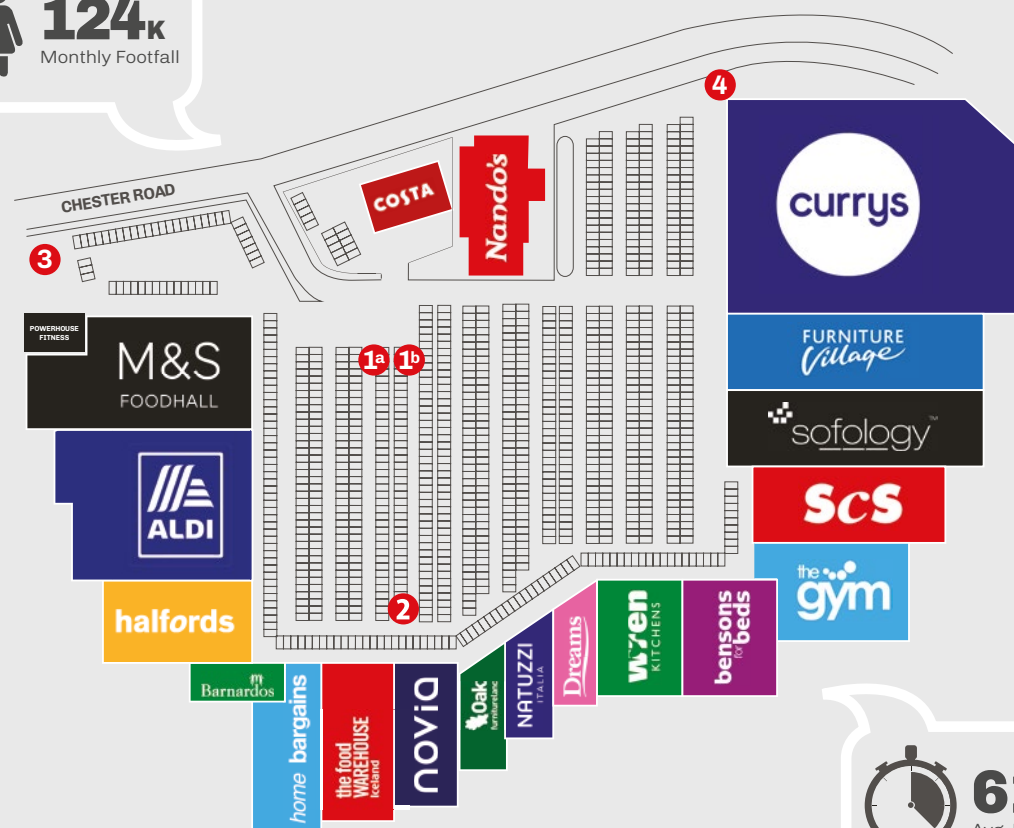 124K
Monthly Footfall
4
CHESTER ROAD
COSTA
Nando's
currys
3
POWERHOUSE
FITNESS
M&S
FOODHALL
1a
1b
FURNITURE
Village
sofology™
ALDI
ScS
halfords
2
the
gym
Barnardos
home bargains
the food
WAREHOUSE
Iceland
novia
Oak
furnitureland
NATUZZI
ITALIA
Dreams
wren
KITCHENS
bensons
for beds
6